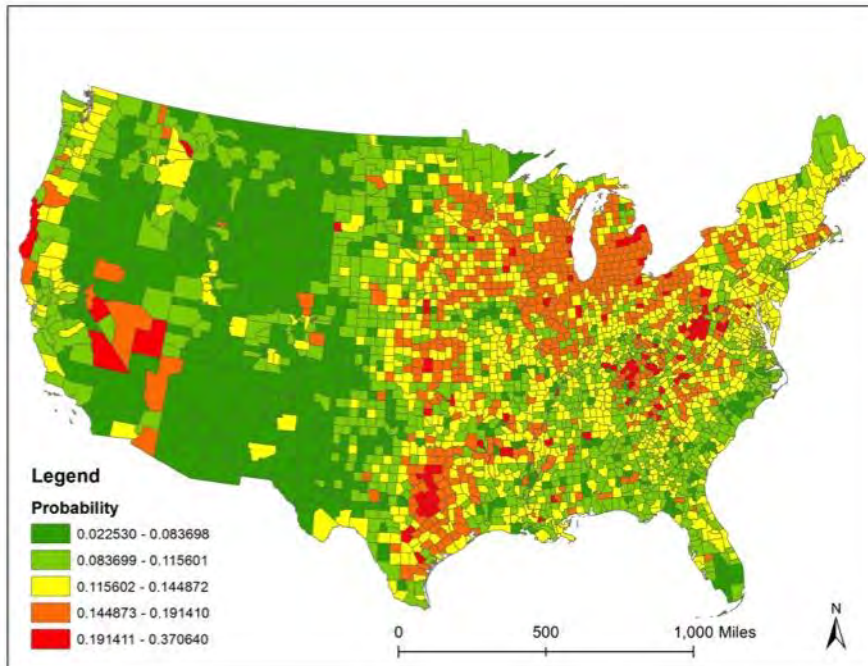 Legend
Probability
0.022530 - 0.083698
0.083699 - 0.115601
0.115602 - 0.144872
0.144873 - 0.191410
0.191411 - 0.370640
N
0 500 1,000 Miles